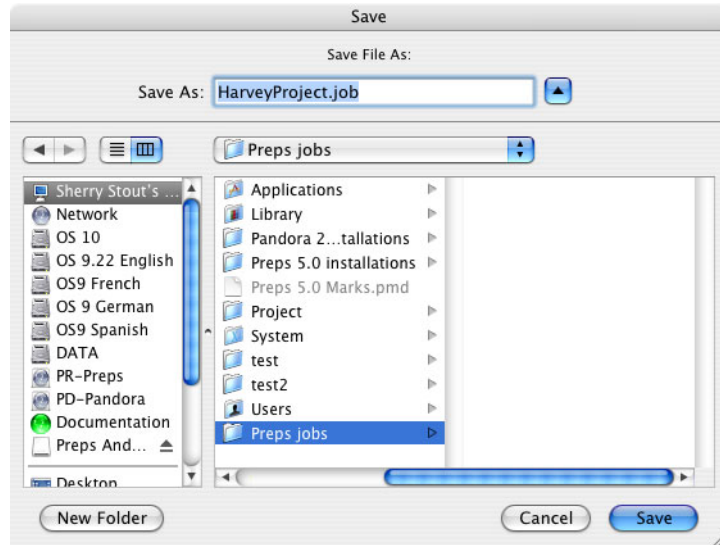 Save
Save File As:
Save As: HarveyProject.job
Preps jobs
Sherry Stout's ...
Network
OS 10
OS 9.22 English
OS9 French
OS 9 German
OS9 Spanish
DATA
PR-Preps
PD-Pandora
Documentation
Preps And...
Desktop
Applications
Library
Pandora 2...tallations
Preps 5.0 installations
Preps 5.0 Marks.pmd
Project
System
test
test2
Users
Preps jobs
New Folder
Cancel
Save